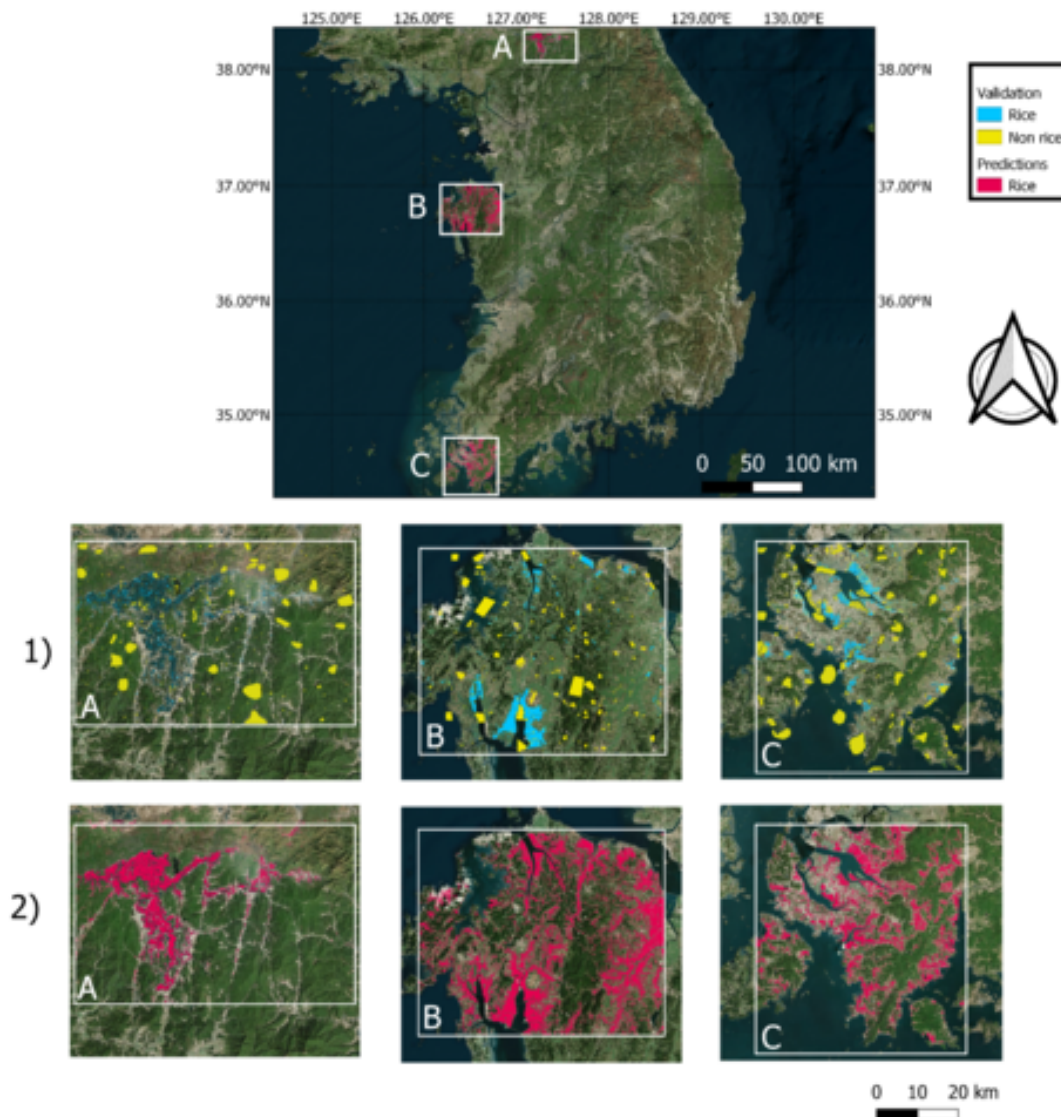 125.00°E 126.00°E 127.00°E 128.00°E 129.00°E 130.00°E
A
38.00°N 38.00°N
Validation
Rice
Non rice
Predictions
Rice
37.00°N 37.00°N
B
36.00°N 36.00°N
35.00°N 35.00°N
C
0 50 100 km
1)
A B C
2)
A B C
0 10 20 km